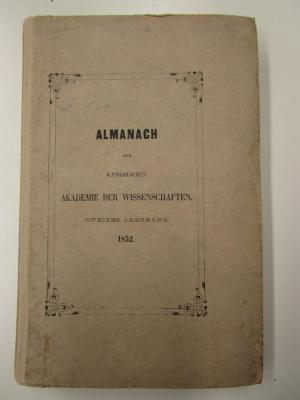 ALMANACH
DER
KAISERLICHEN
AKADEMIE DER WISSENSCHAFTEN.
ZWEITER JAHRGANG.
1852.